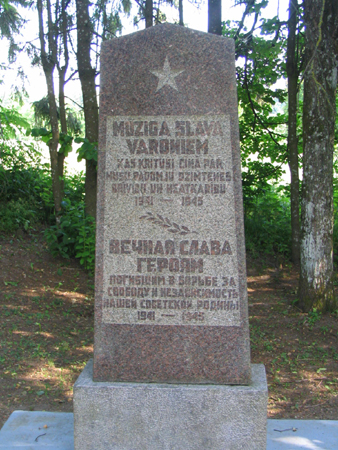 MŪŽĪGA SLAVA
VAROŅIEM
KAS KRITUŠI CĪŅĀ PAR
MŪSU PADOMJU DZIMTENES
BRĪVĪBU UN NEATKARĪBU
1941 — 1945
ВЕЧНАЯ СЛАВА
ГЕРОЯМ
ПОГИБШИМ В БОРЬБЕ ЗА
СВОБОДУ И НЕЗАВИСИМОСТЬ
НАШЕЙ СОВЕТСКОЙ РОДИНЫ
1941 — 1945